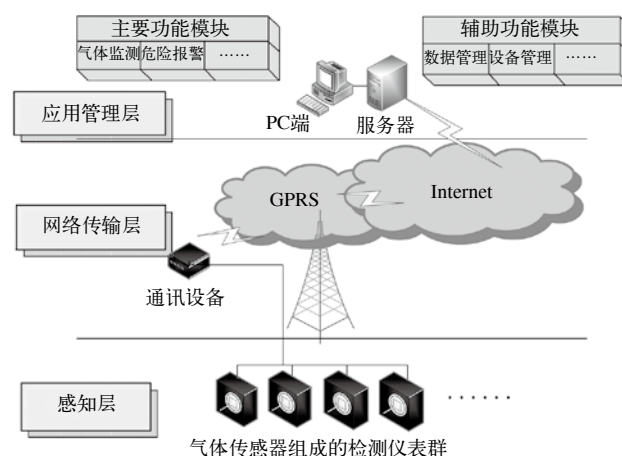 主要功能模块
气体监测 危险报警 ……
辅助功能模块
数据管理 设备管理 ……
应用管理层
PC端
服务器
GPRS
Internet
网络传输层
通讯设备
感知层
······
气体传感器组成的检测仪表群